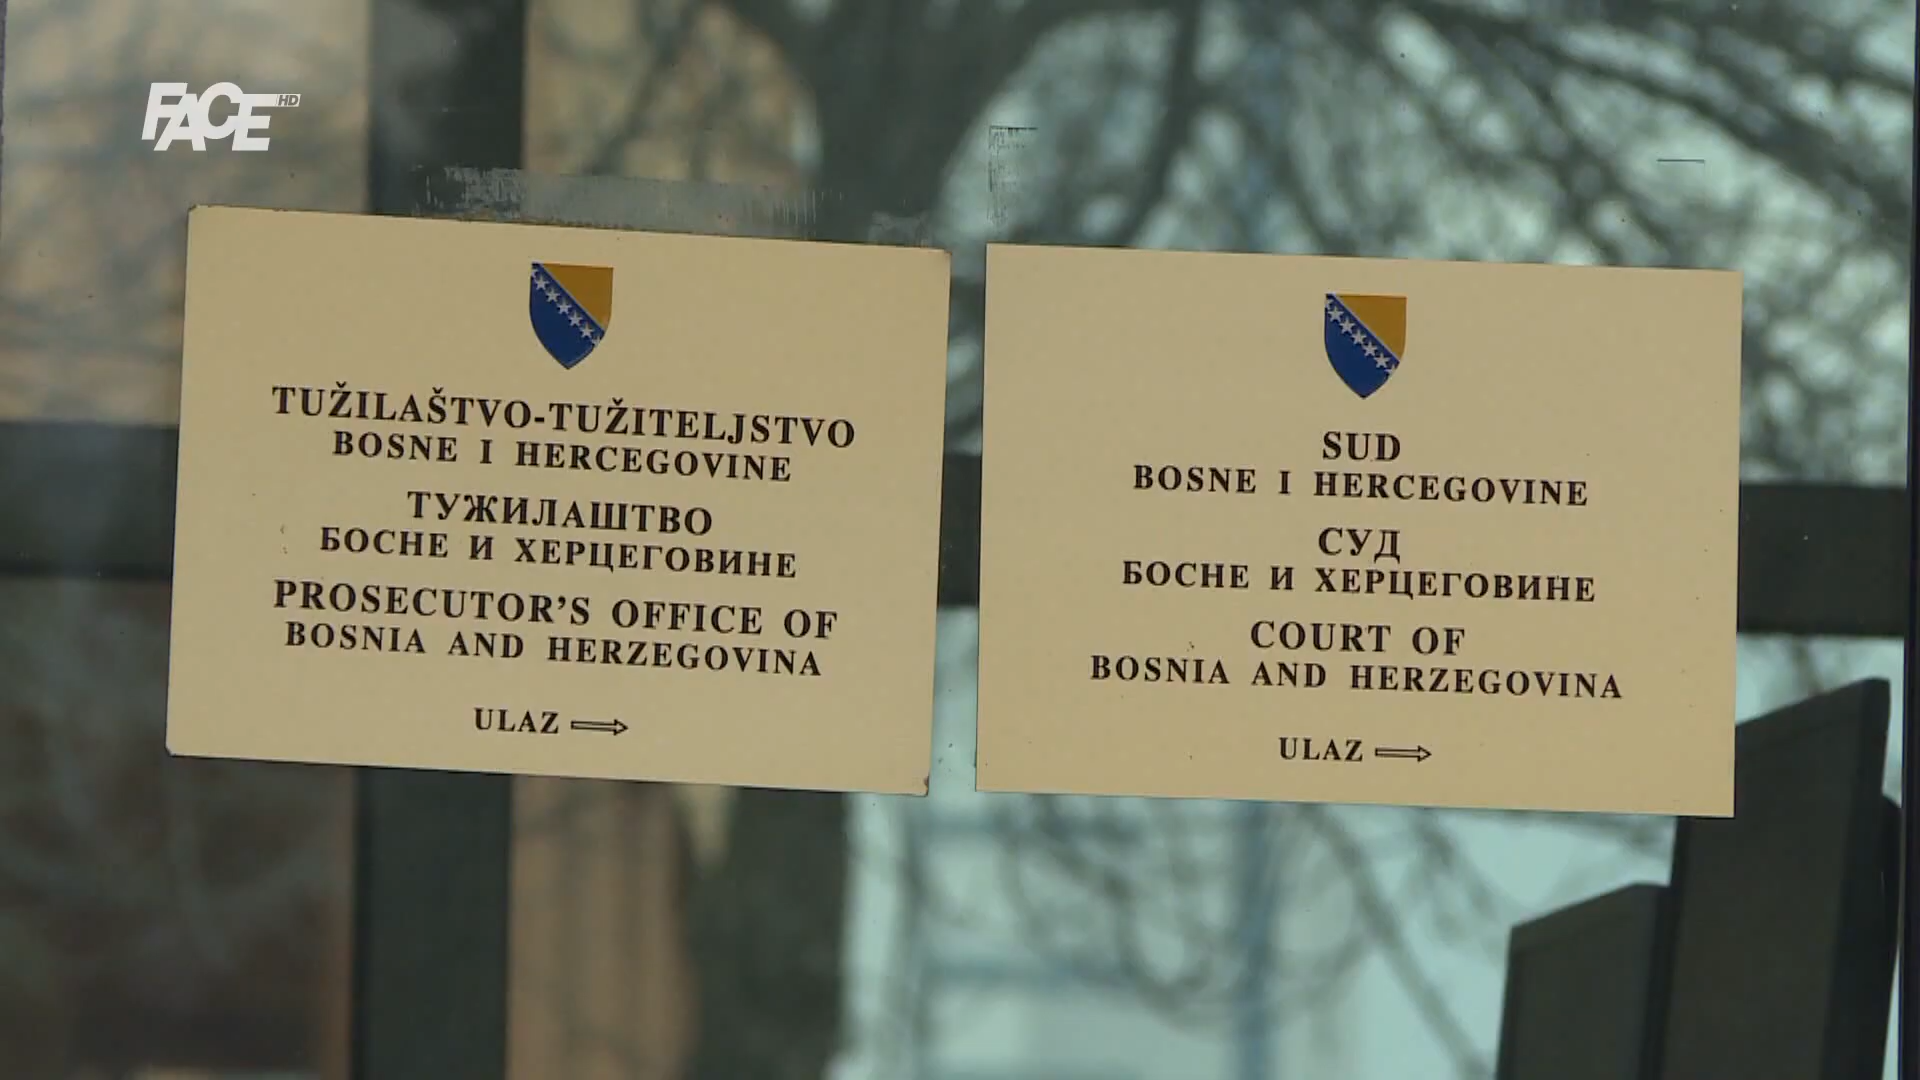 FACE HD
TUŽILAŠTVO-TUŽITELJSTVO
BOSNE I HERCEGOVINE
ТУЖИЛАШТВО
БОСНЕ И ХЕРЦЕГОВИНЕ
PROSECUTOR'S OFFICE OF
BOSNIA AND HERZEGOVINA
ULAZ
SUD
BOSNE I HERCEGOVINE
СУД
БОСНЕ И ХЕРЦЕГОВИНЕ
COURT OF
BOSNIA AND HERZEGOVINA
ULAZ